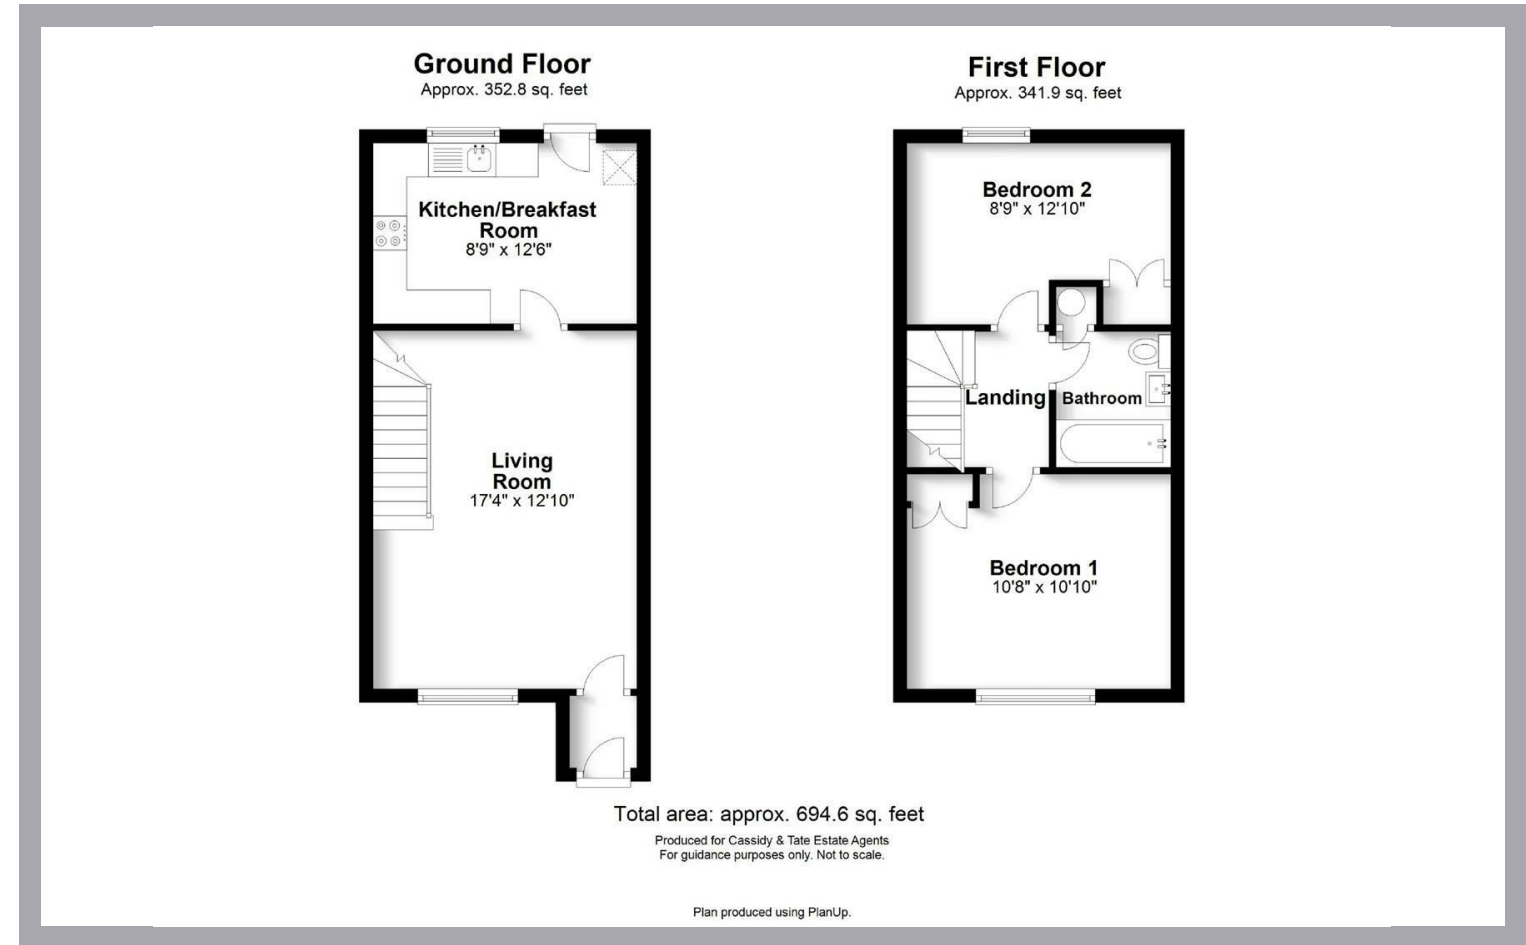 Ground Floor
Approx. 352.8 sq. feet
Kitchen/Breakfast
Room
8'9" x 12'6"
Living
Room
17'4" x 12'10"
First Floor
Approx. 341.9 sq. feet
Bedroom 2
8'9" x 12'10"
Landing
Bathroom
Bedroom 1
10'8" x 10'10"
Total area: approx. 694.6 sq. feet
Produced for Cassidy & Tate Estate Agents
For guidance purposes only. Not to scale.
Plan produced using PlanUp.